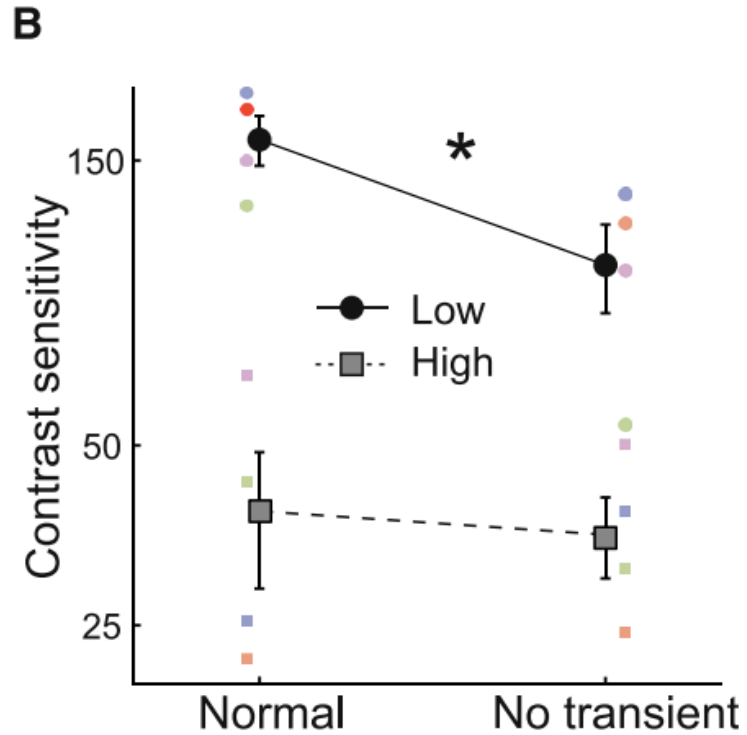 B
Contrast sensitivity
150
50
25
*
Low
High
Normal
No transient